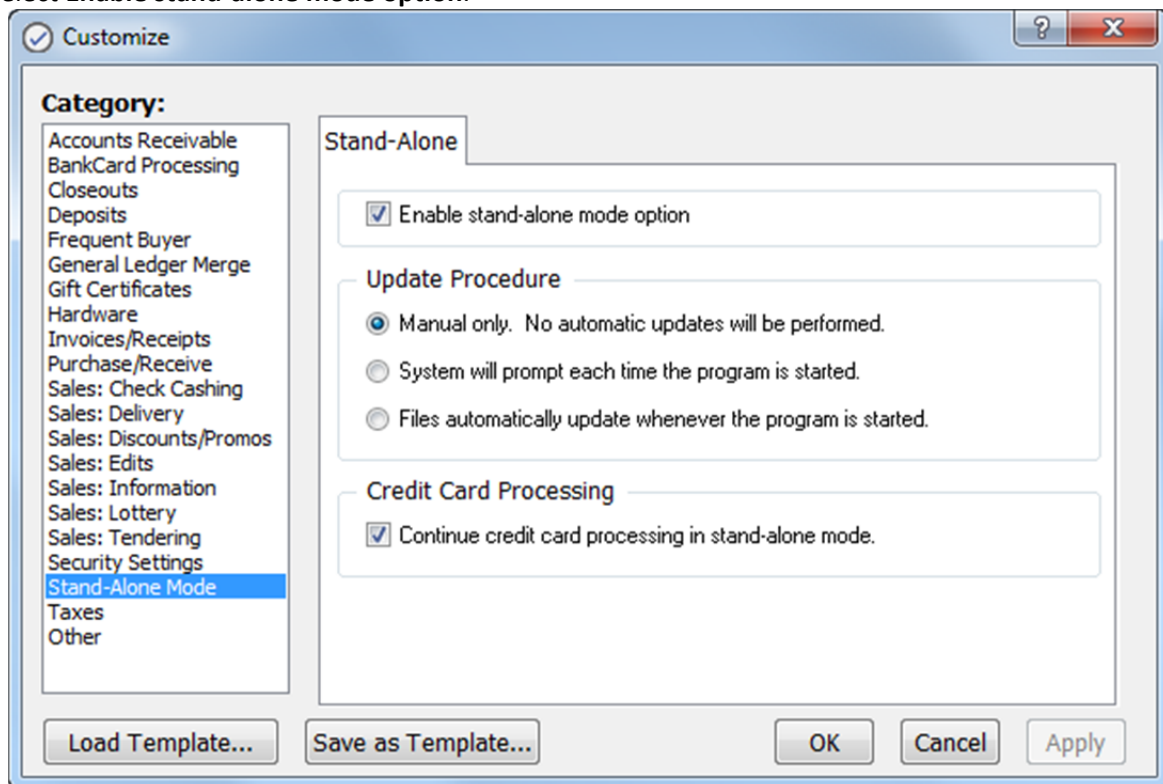 Enable stand-alone mode option.
Customize
Category:
Accounts Receivable
BankCard Processing
Closeouts
Deposits
Frequent Buyer
General Ledger Merge
Gift Certificates
Hardware
Invoices/Receipts
Purchase/Receive
Sales: Check Cashing
Sales: Delivery
Sales: Discounts/Promos
Sales: Edits
Sales: Information
Sales: Lottery
Sales: Tendering
Security Settings
Stand-Alone Mode
Taxes
Other
Stand-Alone
Enable stand-alone mode option
Update Procedure
Manual only. No automatic updates will be performed.
System will prompt each time the program is started.
Files automatically update whenever the program is started.
Credit Card Processing
Continue credit card processing in stand-alone mode.
Load Template...
Save as Template...
OK
Cancel
Apply